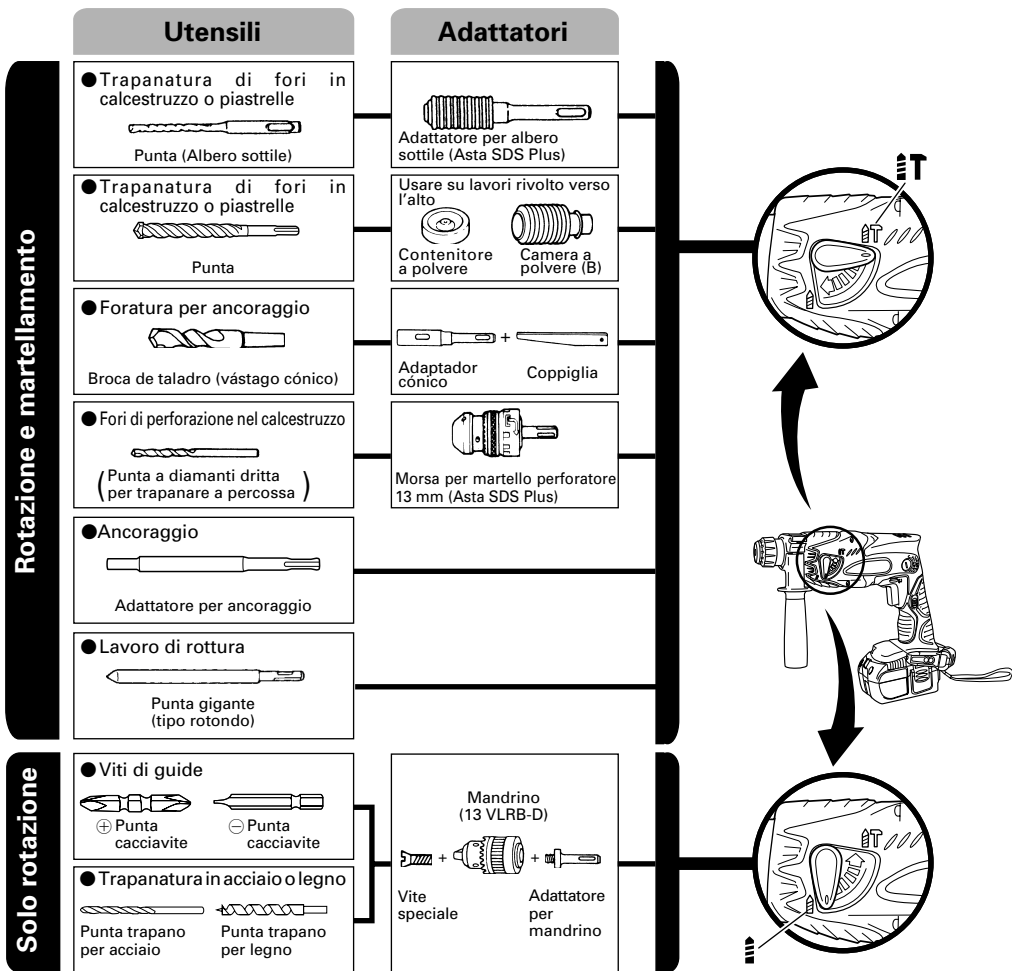 Utensili
Adattatori
Rotazione e martellamento
●Trapanatura di fori in
calcestruzzo o piastrelle
Punta (Albero sottile)
Adattatore per albero
sottile (Asta SDS Plus)
●Trapanatura di fori in
calcestruzzo o piastrelle
Punta
Usare su lavori rivolto verso
l'alto
Contenitore
a polvere
Camera a
polvere (B)
●Foratura per ancoraggio
Broca de taladro (vástago cónico)
+
Adaptador
cónico
Coppiglia
●Fori di perforazione nel calcestruzzo
(Punta a diamanti dritta
per trapanare a percossa)
Morsa per martello perforatore
13 mm (Asta SDS Plus)
●Ancoraggio
Adattatore per ancoraggio
●Lavoro di rottura
Punta gigante
(tipo rotondo)
Solo rotazione
●Viti di guide
⊕ Punta
cacciavite
⊖ Punta
cacciavite
●Trapanatura in acciaio o legno
Punta trapano
per acciaio
Punta trapano
per legno
Mandrino
(13 VLRB-D)
+ +
Vite
speciale
Adattatore
per
mandrino